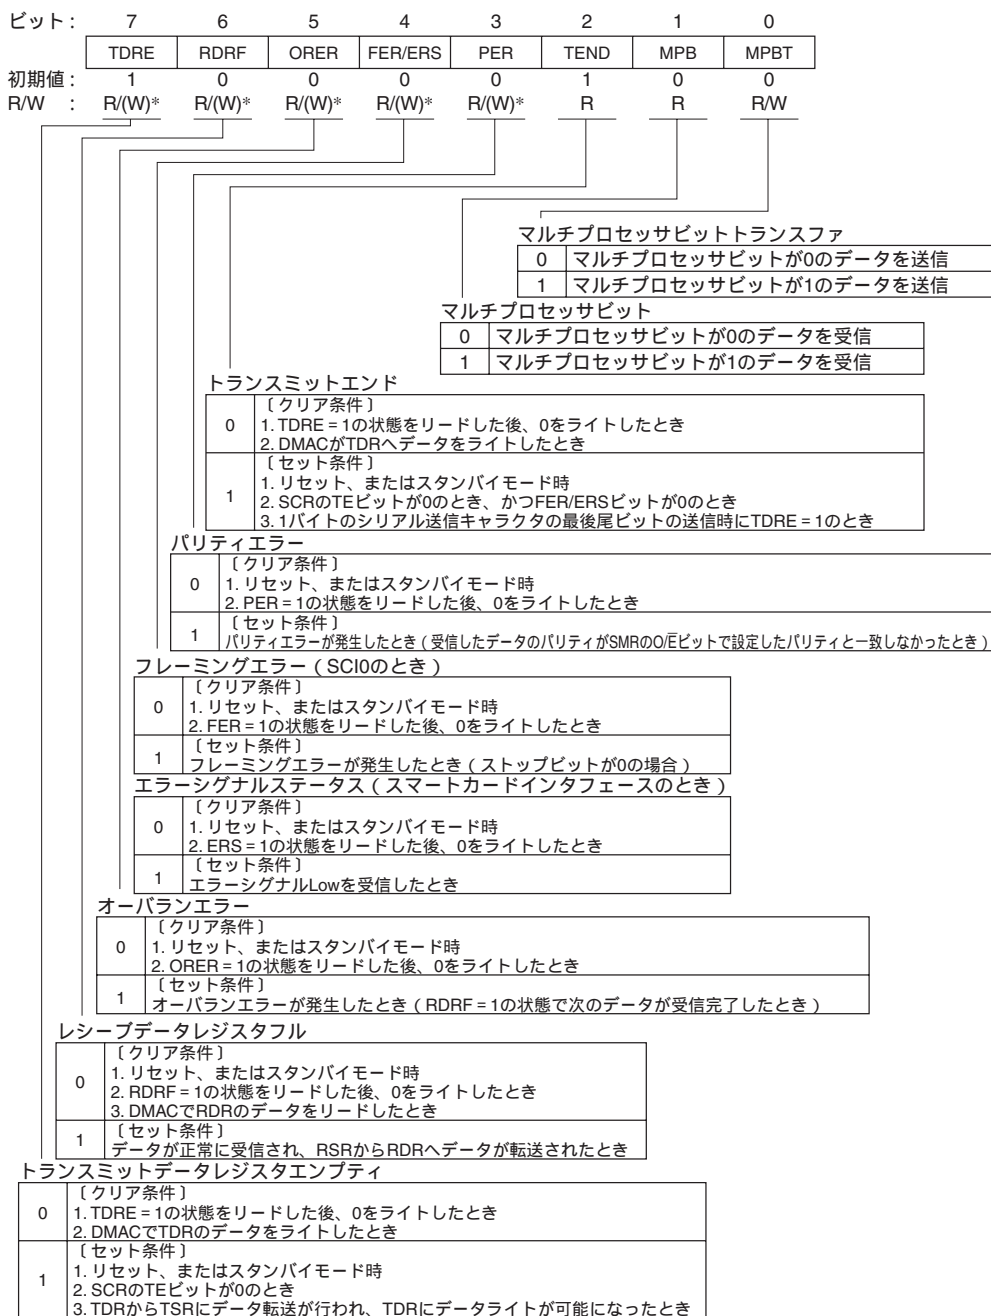 ビット: 7 6 5 4 3 2 1 0
TDRE RDRF ORER FER/ERS PER TEND MPB MPBT
初期値: 1 0 0 0 0 1 0 0
R/W : R/(W)* R/(W)* R/(W)* R/(W)* R/(W)* R R R/W
マルチプロセッサビットトランスファ
0 マルチプロセッサビットが0のデータを送信
1 マルチプロセッサビットが1のデータを送信
マルチプロセッサビット
0 マルチプロセッサビットが0のデータを受信
1 マルチプロセッサビットが1のデータを受信
トランスミットエンド
〔クリア条件〕
0 1. TDRE = 1の状態をリードした後、0をライトしたとき
2. DMACがTDRへデータをライトしたとき
〔セット条件〕
1. リセット、またはスタンバイモード時
1 2. SCRのTEビットが0のとき、かつFER/ERSビットが0のとき
3. 1バイトのシリアル送信キャラクタの最後尾ビットの送信時にTDRE = 1のとき
パリティエラー
〔クリア条件〕
0 1. リセット、またはスタンバイモード時
2. PER = 1の状態をリードした後、0をライトしたとき
〔セット条件〕
1 パリティエラーが発生したとき(受信したデータのパリティがSMRのO/E̅ビットで設定したパリティと一致しなかったとき)
フレーミングエラー(SCI0のとき)
〔クリア条件〕
0 1. リセット、またはスタンバイモード時
2. FER = 1の状態をリードした後、0をライトしたとき
〔セット条件〕
1 フレーミングエラーが発生したとき(ストップビットが0の場合)
エラーシグナルステータス(スマートカードインタフェースのとき)
〔クリア条件〕
0 1. リセット、またはスタンバイモード時
2. ERS = 1の状態をリードした後、0をライトしたとき
〔セット条件〕
1 エラーシグナルLowを受信したとき
オーバランエラー
〔クリア条件〕
0 1. リセット、またはスタンバイモード時
2. ORER = 1の状態をリードした後、0をライトしたとき
〔セット条件〕
1 オーバランエラーが発生したとき(RDRF = 1の状態で次のデータが受信完了したとき)
レシーブデータレジスタフル
〔クリア条件〕
1. リセット、またはスタンバイモード時
0 2. RDRF = 1の状態をリードした後、0をライトしたとき
3. DMACでRDRのデータをリードしたとき
〔セット条件〕
1 データが正常に受信され、RSRからRDRへデータが転送されたとき
トランスミットデータレジスタエンプティ
〔クリア条件〕
0 1. TDRE = 1の状態をリードした後、0をライトしたとき
2. DMACでTDRのデータをライトしたとき
〔セット条件〕
1. リセット、またはスタンバイモード時
1 2. SCRのTEビットが0のとき
3. TDRからTSRにデータ転送が行われ、TDRにデータライトが可能になったとき